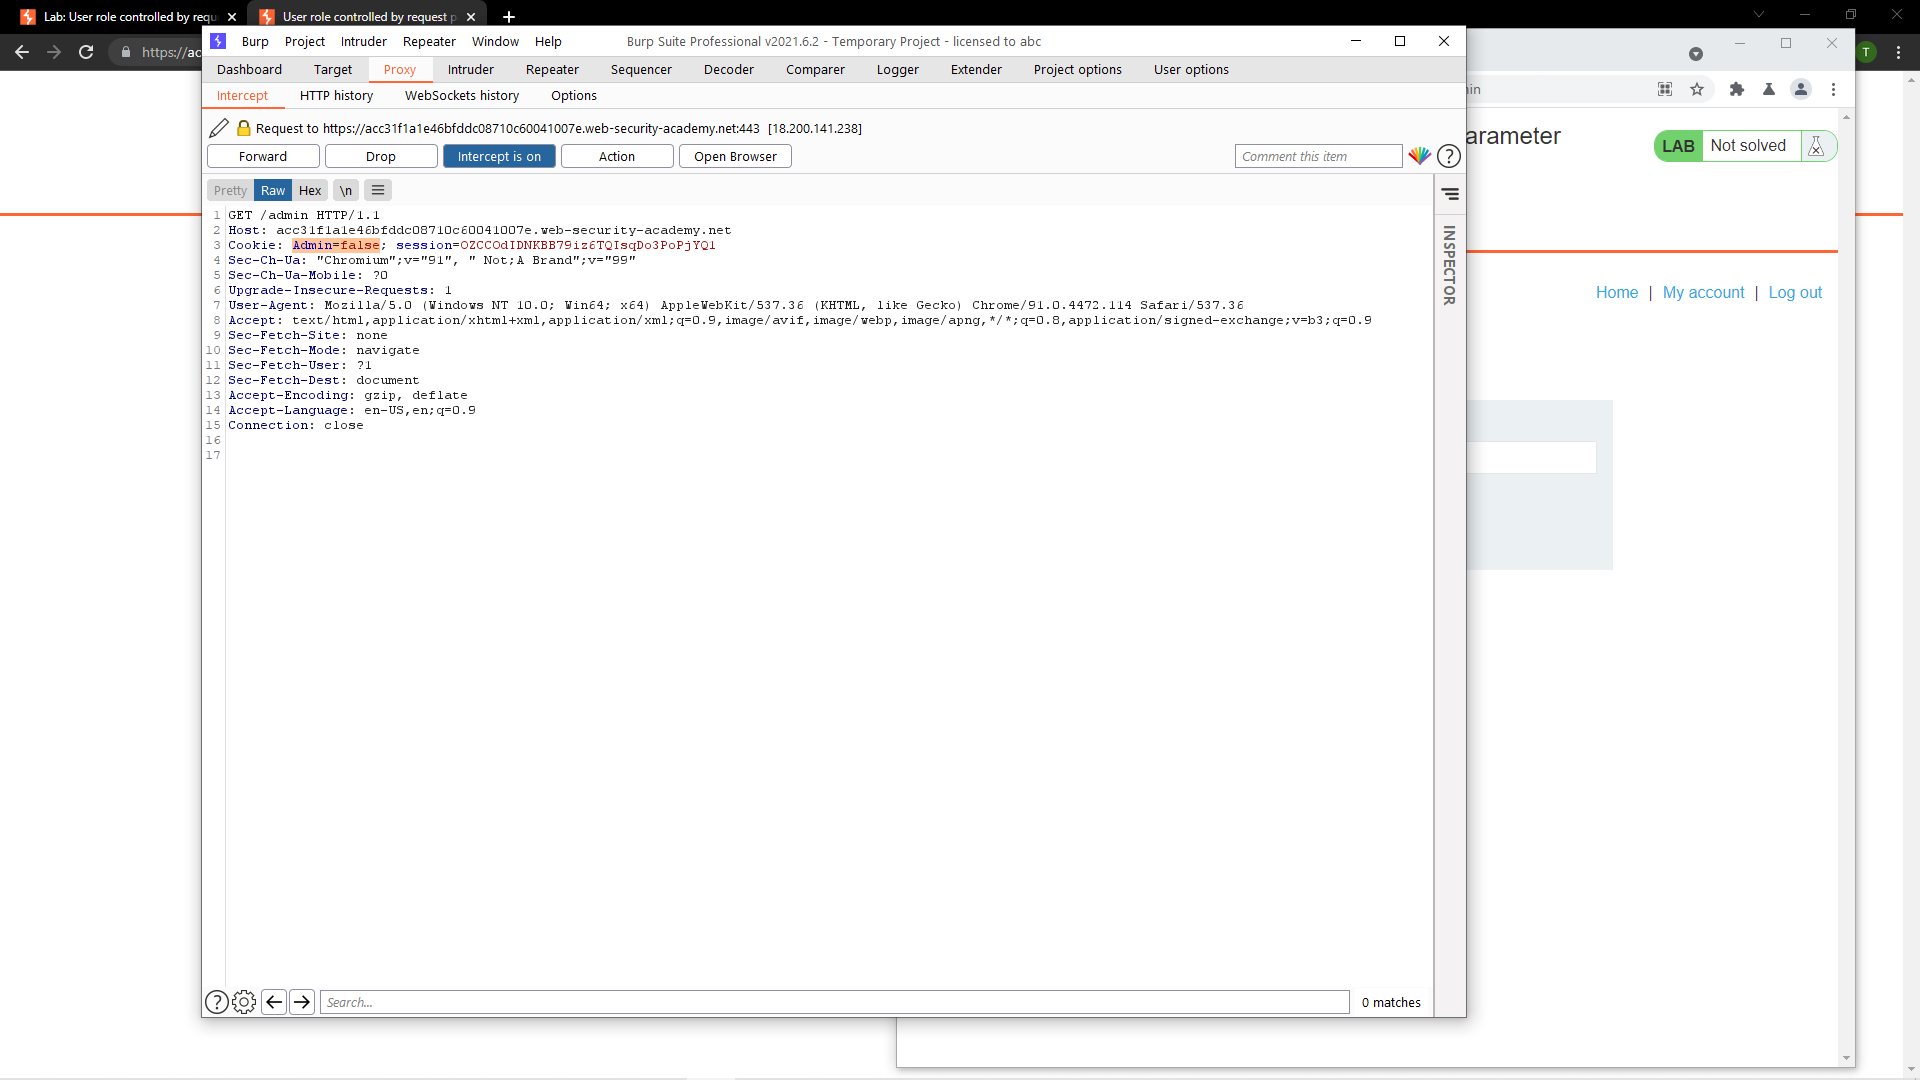 Lab: User role controlled by requ
User role controlled by request p
https://ac
T
Burp Project Intruder Repeater Window Help
Burp Suite Professional v2021.6.2 - Temporary Project - licensed to abc
Dashboard Target Proxy Intruder Repeater Sequencer Decoder Comparer Logger Extender Project options User options
Intercept HTTP history WebSockets history Options
Request to https://acc31f1a1e46bfddc08710c60041007e.web-security-academy.net:443 [18.200.141.238]
Forward Drop Intercept is on Action Open Browser Comment this item ?
Pretty Raw Hex \n
1 GET /admin HTTP/1.1
2 Host: acc31f1a1e46bfddc08710c60041007e.web-security-academy.net
3 Cookie: Admin=false; session=OZCCOdIDNKBB79iz6TQIsqDo3PoPjYQ1
4 Sec-Ch-Ua: "Chromium";v="91", " Not;A Brand";v="99"
5 Sec-Ch-Ua-Mobile: ?0
6 Upgrade-Insecure-Requests: 1
7 User-Agent: Mozilla/5.0 (Windows NT 10.0; Win64; x64) AppleWebKit/537.36 (KHTML, like Gecko) Chrome/91.0.4472.114 Safari/537.36
8 Accept: text/html,application/xhtml+xml,application/xml;q=0.9,image/avif,image/webp,image/apng,*/*;q=0.8,application/signed-exchange;v=b3;q=0.9
9 Sec-Fetch-Site: none
10 Sec-Fetch-Mode: navigate
11 Sec-Fetch-User: ?1
12 Sec-Fetch-Dest: document
13 Accept-Encoding: gzip, deflate
14 Accept-Language: en-US,en;q=0.9
15 Connection: close
16
17
INSPECTOR
? Search... 0 matches
in
arameter
LAB Not solved
Home | My account | Log out